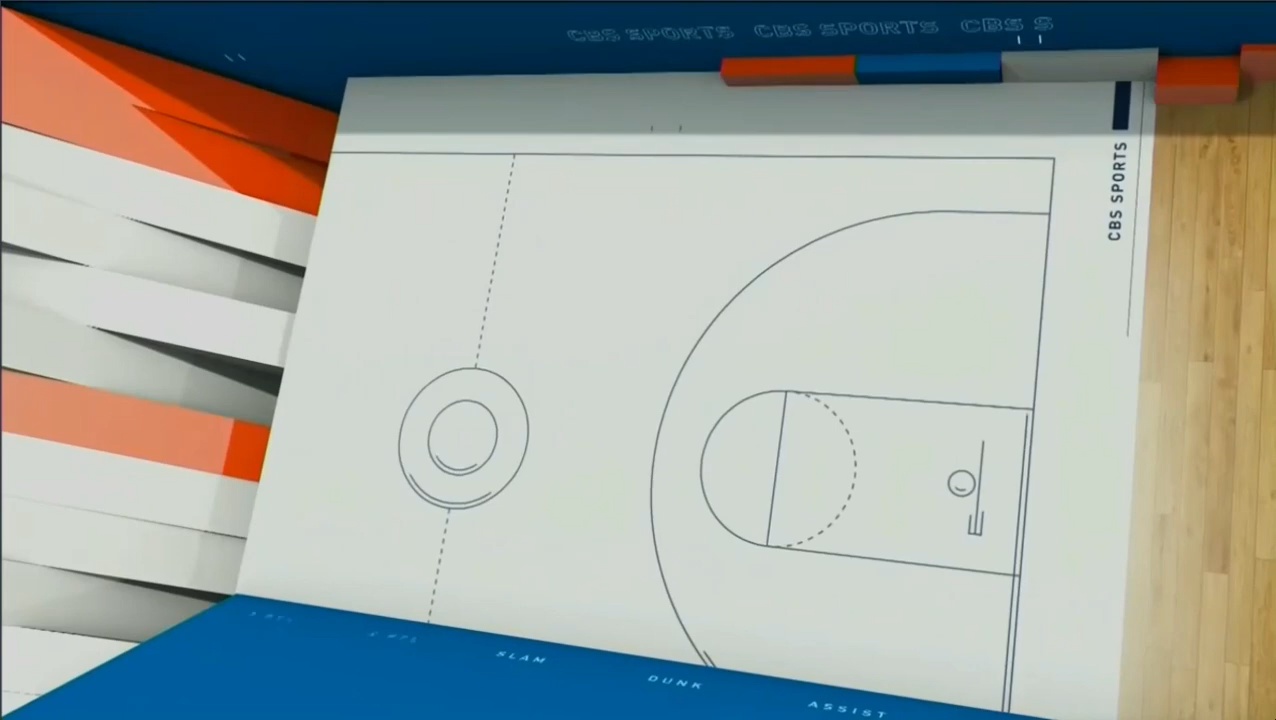 CBS SPORTS CBS SPORTS CBS S
CBS SPORTS
SLAM
DUNK
ASSIST